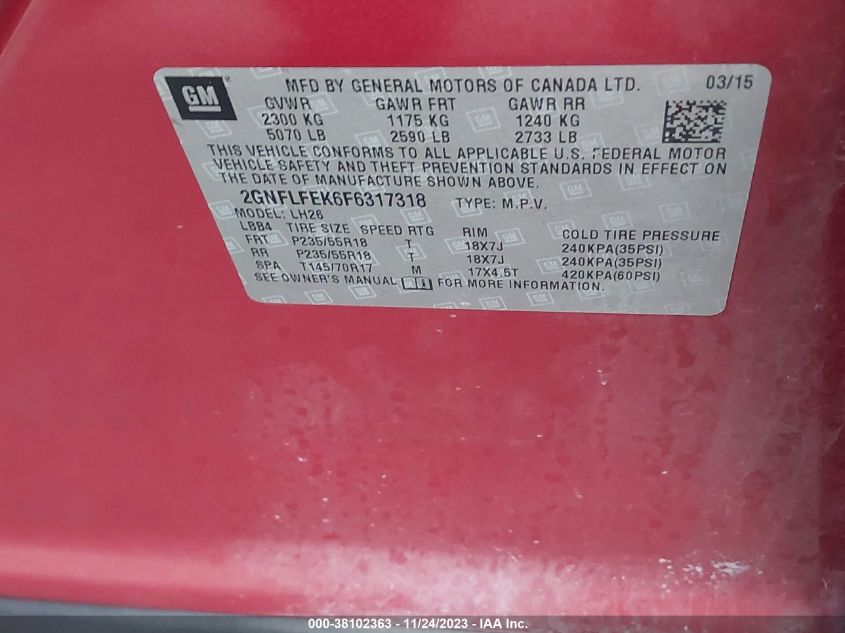 GM
MFD BY GENERAL MOTORS OF CANADA LTD. 03/15
GVWR GAWR FRT GAWR RR
2300 KG 1175 KG 1240 KG
5070 LB 2590 LB 2733 LB
THIS VEHICLE CONFORMS TO ALL APPLICABLE U.S. FEDERAL MOTOR
VEHICLE SAFETY AND THEFT PREVENTION STANDARDS IN EFFECT ON
THE DATE OF MANUFACTURE SHOWN ABOVE.
2GNFLFEK6F6317318 TYPE: M.P.V.
MODEL: LH26
LBB4 TIRE SIZE SPEED RTG RIM COLD TIRE PRESSURE
FRT P235/55R18 T 18X7J 240KPA(35PSI)
RR P235/55R18 T 18X7J 240KPA(35PSI)
SPA T145/70R17 M 17X4.5T 420KPA(60PSI)
SEE OWNER'S MANUAL FOR MORE INFORMATION.
000-38102363 - 11/24/2023 - IAA Inc.